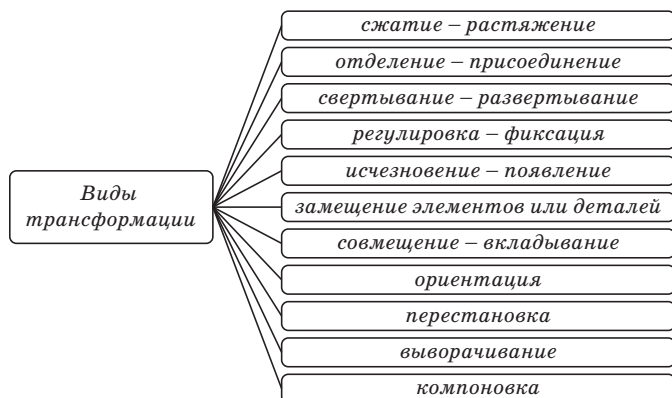 Виды
трансформации
сжатие – растяжение
отделение – присоединение
свертывание – развертывание
регулировка – фиксация
исчезновение – появление
замещение элементов или деталей
совмещение – вкладывание
ориентация
перестановка
выворачивание
компоновка